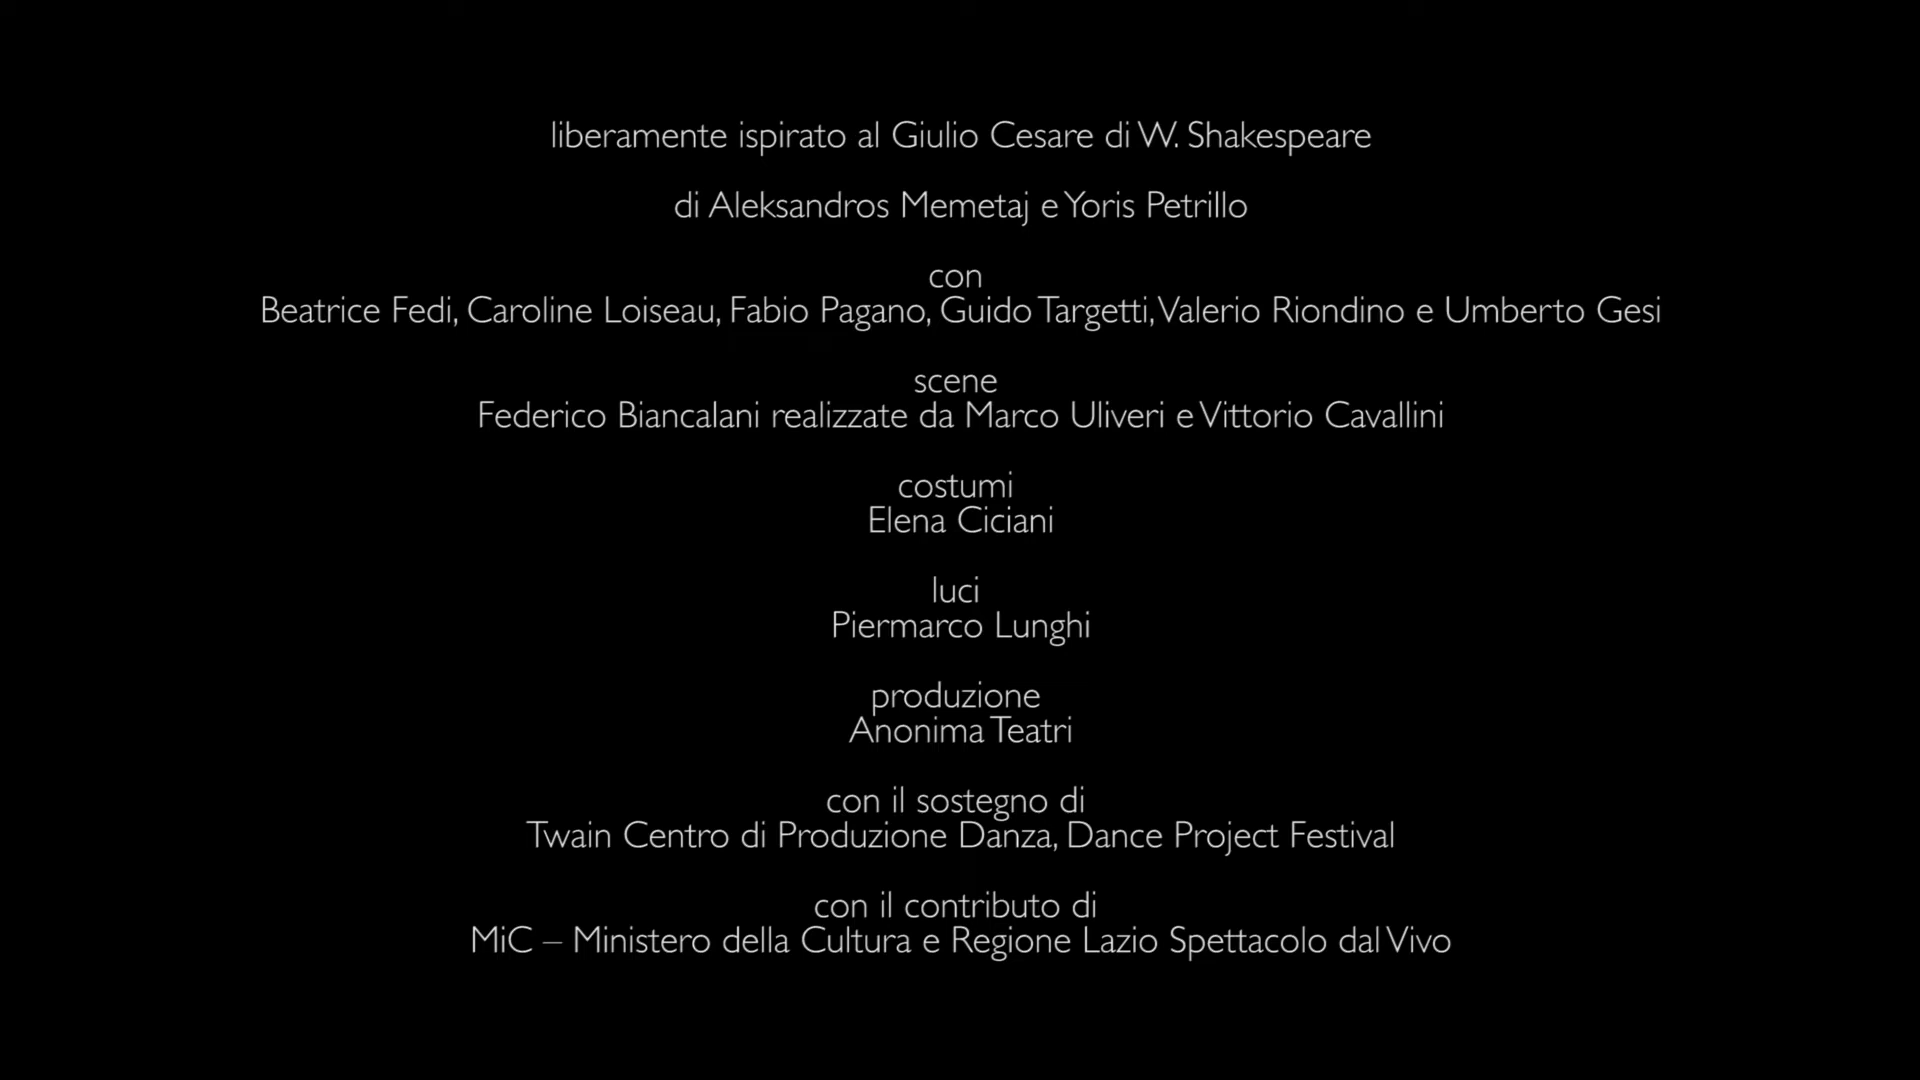 liberamente ispirato al Giulio Cesare di W. Shakespeare
di Aleksandros Memetaj e Yoris Petrillo
con
Beatrice Fedi, Caroline Loiseau, Fabio Pagano, Guido Targetti, Valerio Riondino e Umberto Gesi
scene
Federico Biancalani realizzate da Marco Uliveri e Vittorio Cavallini
costumi
Elena Ciciani
luci
Piermarco Lunghi
produzione
Anonima Teatri
con il sostegno di
Twain Centro di Produzione Danza, Dance Project Festival
con il contributo di
MiC – Ministero della Cultura e Regione Lazio Spettacolo dal Vivo